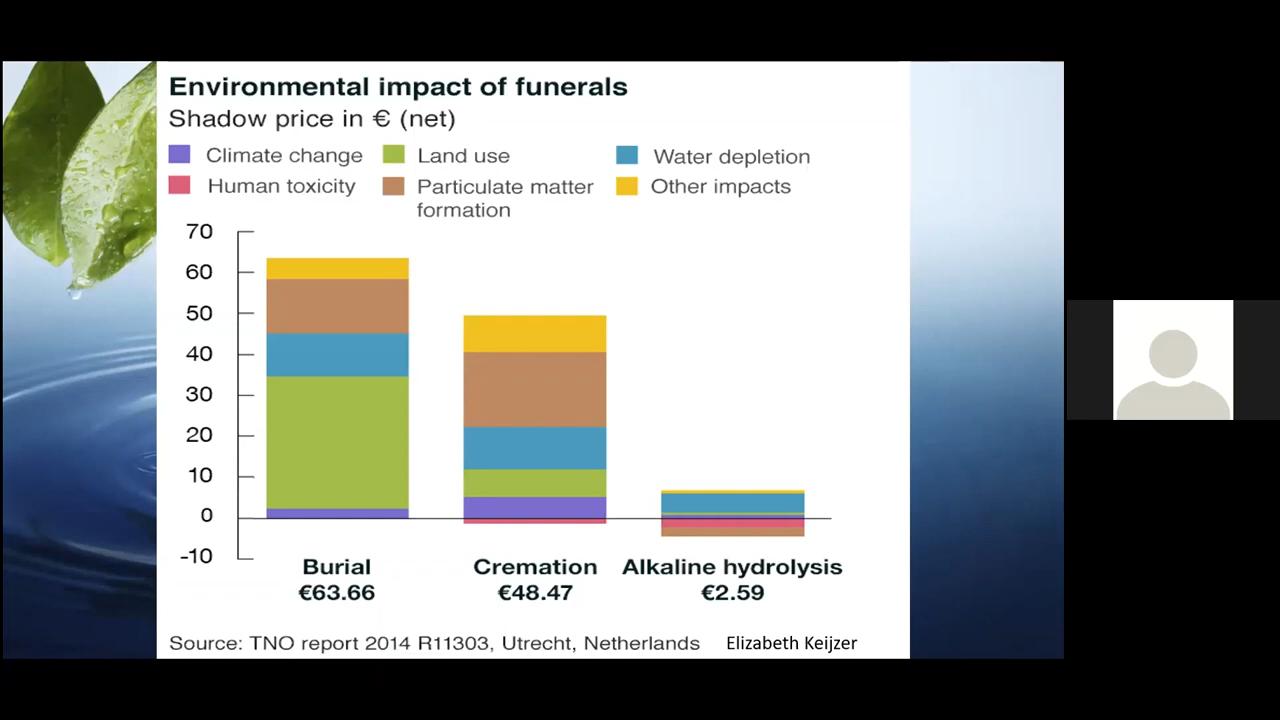 Environmental impact of funerals
Shadow price in € (net)
Climate change
Land use
Water depletion
Human toxicity
Particulate matter
formation
Other impacts
70
60
50
40
30
20
10
0
-10
Burial
€63.66
Cremation
€48.47
Alkaline hydrolysis
€2.59
Source: TNO report 2014 R11303, Utrecht, Netherlands
Elizabeth Keijzer